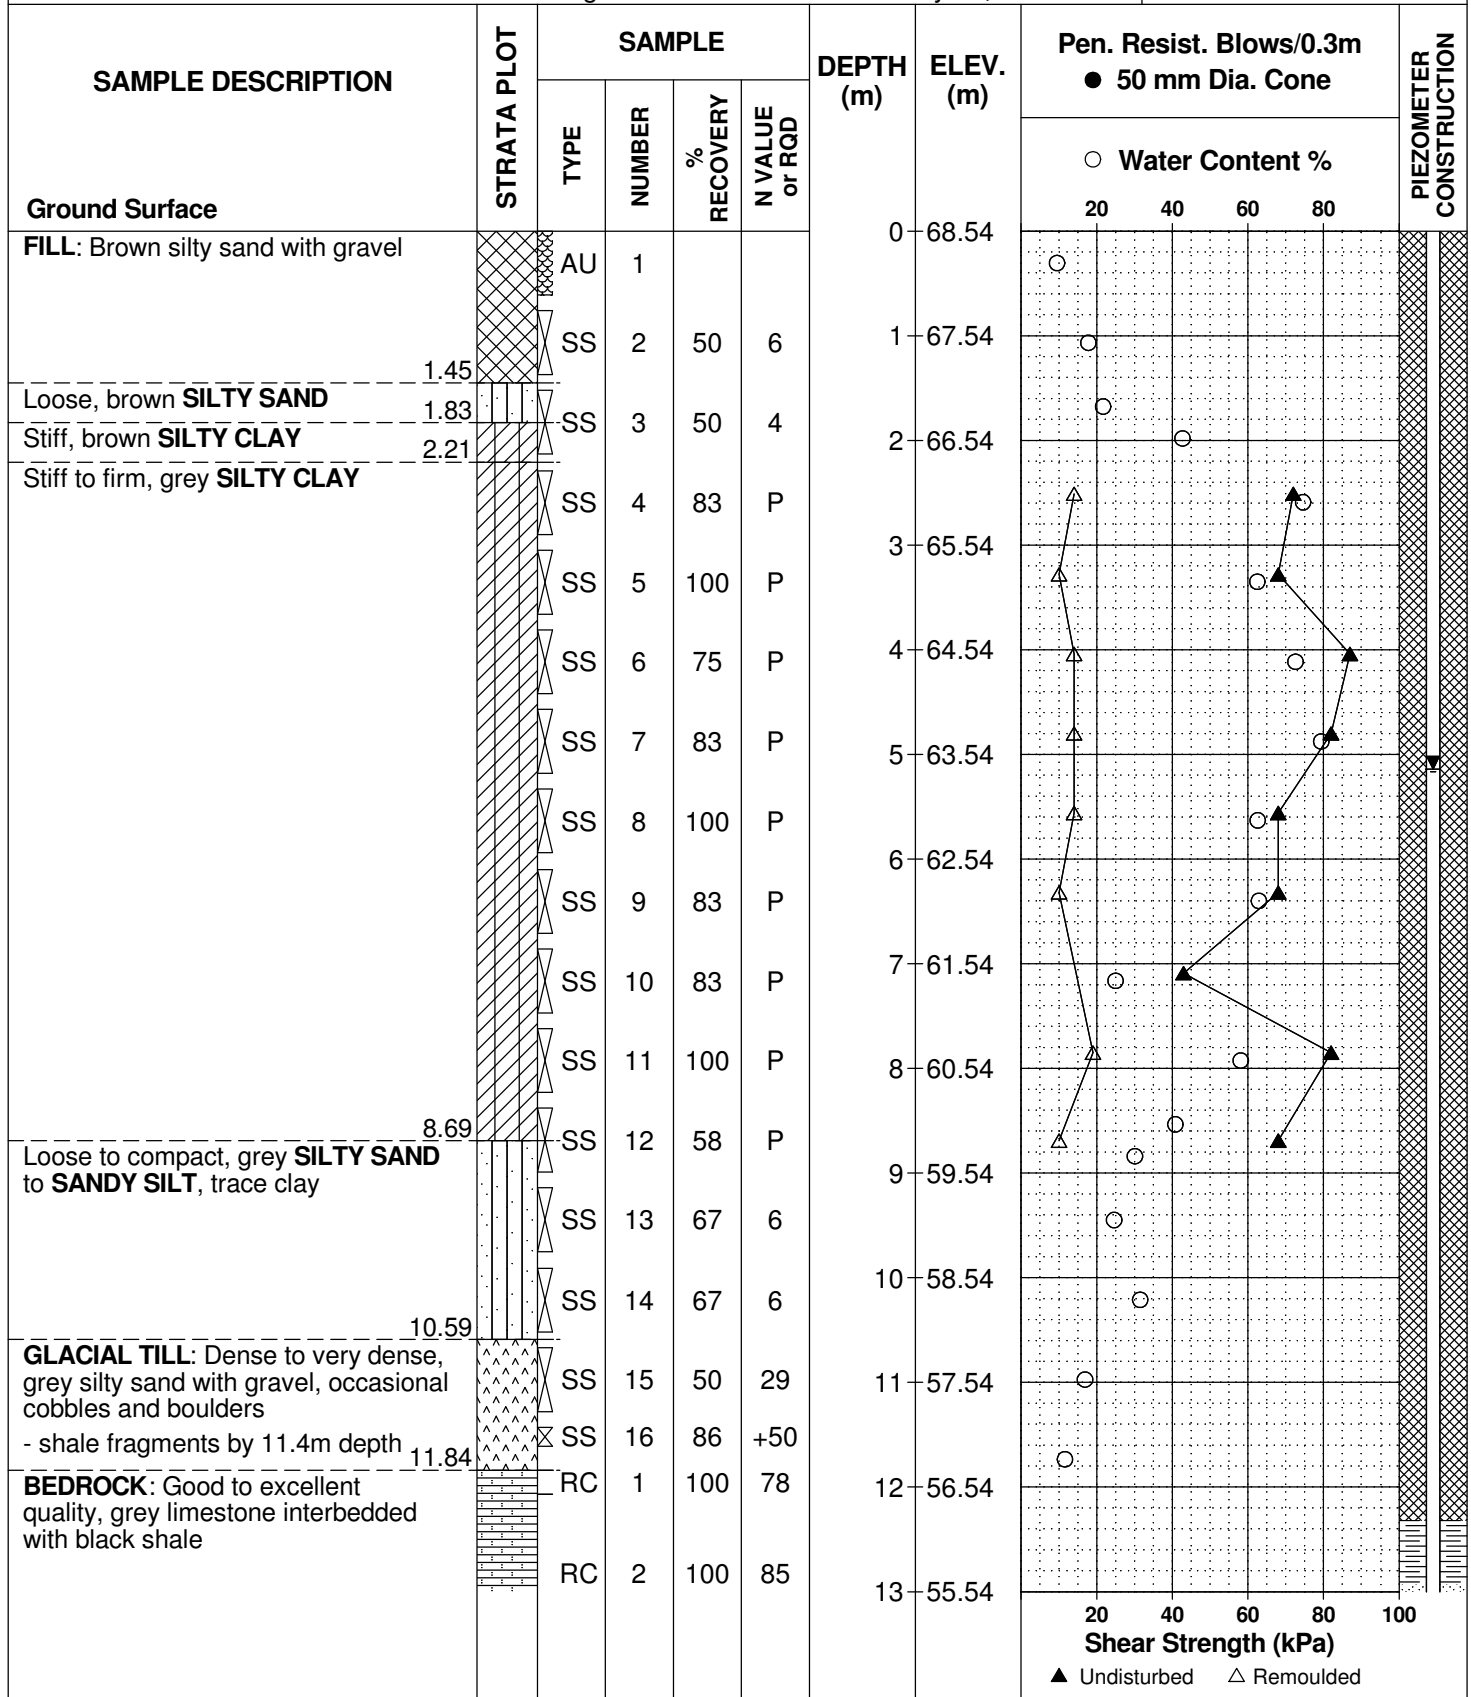 SAMPLE DESCRIPTION
STRATA PLOT
SAMPLE
TYPE
NUMBER
% RECOVERY
N VALUE or RQD
DEPTH (m)
ELEV. (m)
Pen. Resist. Blows/0.3m
● 50 mm Dia. Cone
○ Water Content %
PIEZOMETER CONSTRUCTION
Ground Surface
20 40 60 80
0 68.54
FILL: Brown silty sand with gravel
AU 1
SS 2 50 6
1 67.54
1.45
Loose, brown SILTY SAND
1.83
SS 3 50 4
Stiff, brown SILTY CLAY
2 66.54
2.21
Stiff to firm, grey SILTY CLAY
SS 4 83 P
3 65.54
SS 5 100 P
4 64.54
SS 6 75 P
SS 7 83 P
5 63.54
SS 8 100 P
6 62.54
SS 9 83 P
7 61.54
SS 10 83 P
SS 11 100 P
8 60.54
8.69
SS 12 58 P
Loose to compact, grey SILTY SAND
to SANDY SILT, trace clay
9 59.54
SS 13 67 6
10 58.54
SS 14 67 6
10.59
GLACIAL TILL: Dense to very dense,
grey silty sand with gravel, occasional
cobbles and boulders
SS 15 50 29
11 57.54
- shale fragments by 11.4m depth
SS 16 86 +50
11.84
BEDROCK: Good to excellent
quality, grey limestone interbedded
with black shale
RC 1 100 78
12 56.54
RC 2 100 85
13 55.54
20 40 60 80 100
Shear Strength (kPa)
▲ Undisturbed △ Remoulded